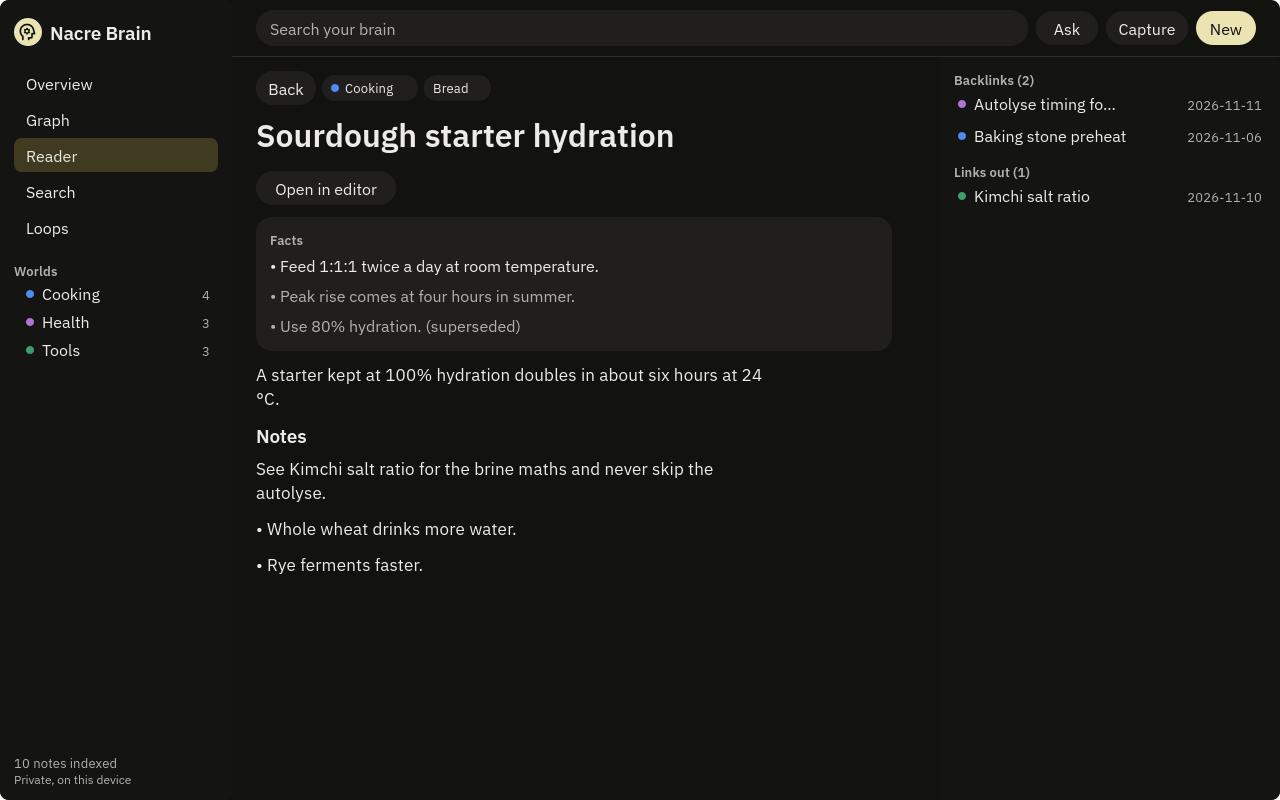 Nacre Brain
Search your brain
Ask
Capture
New
Overview
Graph
Reader
Search
Loops
Worlds
Cooking 4
Health 3
Tools 3
10 notes indexed
Private, on this device
Back
Cooking
Bread
Sourdough starter hydration
Open in editor
Facts
• Feed 1:1:1 twice a day at room temperature.
• Peak rise comes at four hours in summer.
• Use 80% hydration. (superseded)
A starter kept at 100% hydration doubles in about six hours at 24
°C.
Notes
See Kimchi salt ratio for the brine maths and never skip the
autolyse.
• Whole wheat drinks more water.
• Rye ferments faster.
Backlinks (2)
Autolyse timing fo… 2026-11-11
Baking stone preheat 2026-11-06
Links out (1)
Kimchi salt ratio 2026-11-10